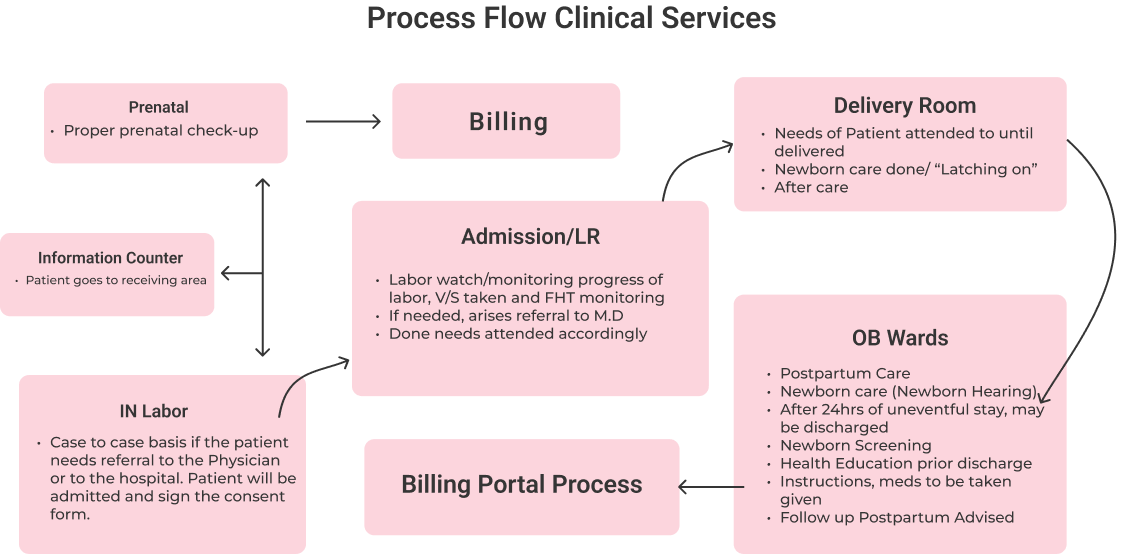 Process Flow Clinical Services
Prenatal
• Proper prenatal check-up
Billing
Delivery Room
• Needs of Patient attended to until
delivered
• Newborn care done/ “Latching on”
• After care
Information Counter
• Patient goes to receiving area
Admission/LR
• Labor watch/monitoring progress of
labor, V/S taken and FHT monitoring
• If needed, arises referral to M.D
• Done needs attended accordingly
IN Labor
• Case to case basis if the patient
needs referral to the Physician
or to the hospital. Patient will be
admitted and sign the consent
form.
OB Wards
• Postpartum Care
• Newborn care (Newborn Hearing)
• After 24hrs of uneventful stay, may
be discharged
• Newborn Screening
• Health Education prior discharge
• Instructions, meds to be taken
given
• Follow up Postpartum Advised
Billing Portal Process